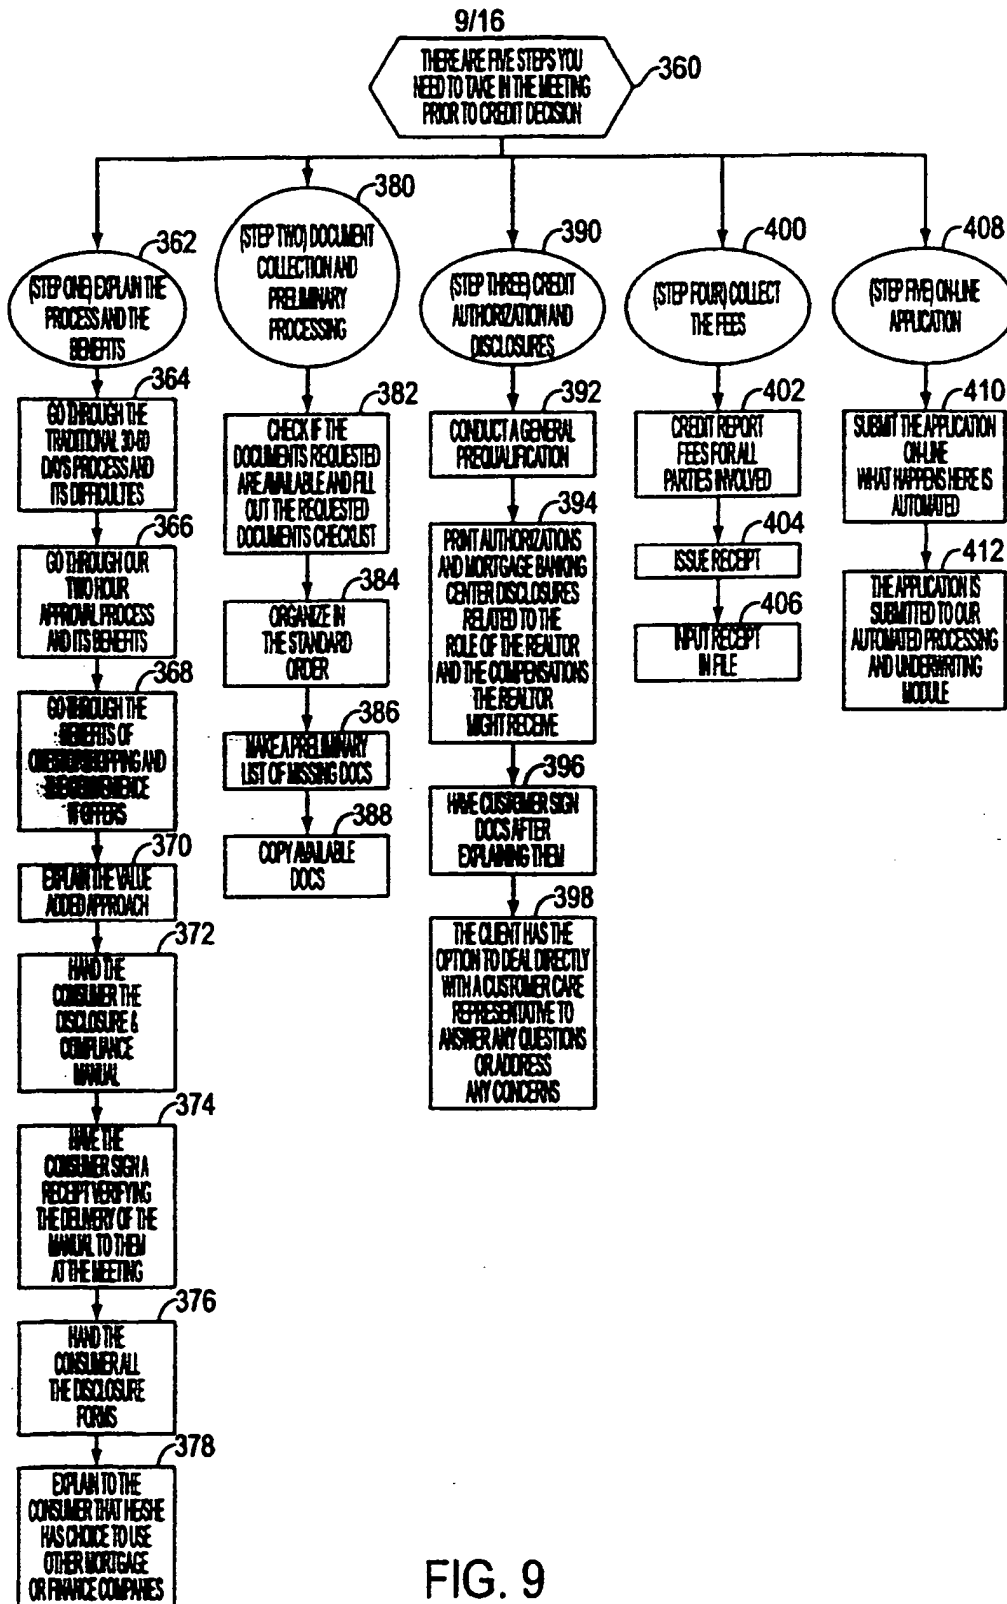 9/16
THERE ARE FIVE STEPS YOU
NEED TO TAKE IN THE MEETING
PRIOR TO CREDIT DECISION
360
362
(STEP ONE) EXPLAIN THE
PROCESS AND THE
BENEFITS
364
GO THROUGH THE
TRADITIONAL 30-60
DAYS PROCESS AND
ITS DIFFICULTIES
366
GO THROUGH OUR
TWO HOUR
APPROVAL PROCESS
AND ITS BENEFITS
368
GO THROUGH THE
BENEFITS OF
SHOPPING AND
OFFERS
370
EXPLAIN THE VALUE
ADDED APPROACH
372
HAND THE
CONSUMER THE
DISCLOSURE &
COMPLIANCE
MANUAL
374
HAVE THE
CONSUMER SIGN A
RECEIPT VERIFYING
THE DELIVERY OF THE
MANUAL TO THEM
AT THE MEETING
376
HAND THE
CONSUMER ALL
THE DISCLOSURE
FORMS
378
EXPLAIN TO THE
CONSUMER THAT HE/SHE
HAS CHOICE TO USE
OTHER MORTGAGE
OR FINANCE COMPANIES
380
(STEP TWO) DOCUMENT
COLLECTION AND
PRELIMINARY
PROCESSING
382
CHECK IF THE
DOCUMENTS REQUESTED
ARE AVAILABLE AND FILL
OUT THE REQUESTED
DOCUMENTS CHECKLIST
384
ORGANIZE IN
THE STANDARD
ORDER
386
MAKE A PRELIMINARY
LIST OF MISSING DOCS
388
COPY AVAILABLE
DOCS
390
(STEP THREE) CREDIT
AUTHORIZATION AND
DISCLOSURES
392
CONDUCT A GENERAL
PREQUALIFICATION
394
PRINT AUTHORIZATIONS
AND MORTGAGE BANKING
CENTER DISCLOSURES
RELATED TO THE
ROLE OF THE REALTOR
AND THE COMPENSATIONS
THE REALTOR
MIGHT RECEIVE
396
HAVE CUSTOMER SIGN
DOCS AFTER
EXPLAINING THEM
398
THE CLIENT HAS THE
OPTION TO DEAL DIRECTLY
WITH A CUSTOMER CARE
REPRESENTATIVE TO
ANSWER ANY QUESTIONS
OR ADDRESS
ANY CONCERNS
400
(STEP FOUR) COLLECT
THE FEES
402
CREDIT REPORT
FEES FOR ALL
PARTIES INVOLVED
404
ISSUE RECEIPT
406
INPUT RECEIPT
IN FILE
408
(STEP FIVE) ON-LINE
APPLICATION
410
SUBMIT THE APPLICATION
ON-LINE
WHAT HAPPENS HERE IS
AUTOMATED
412
THE APPLICATION IS
SUBMITTED TO OUR
AUTOMATED PROCESSING
AND UNDERWRITING
MODULE
FIG. 9